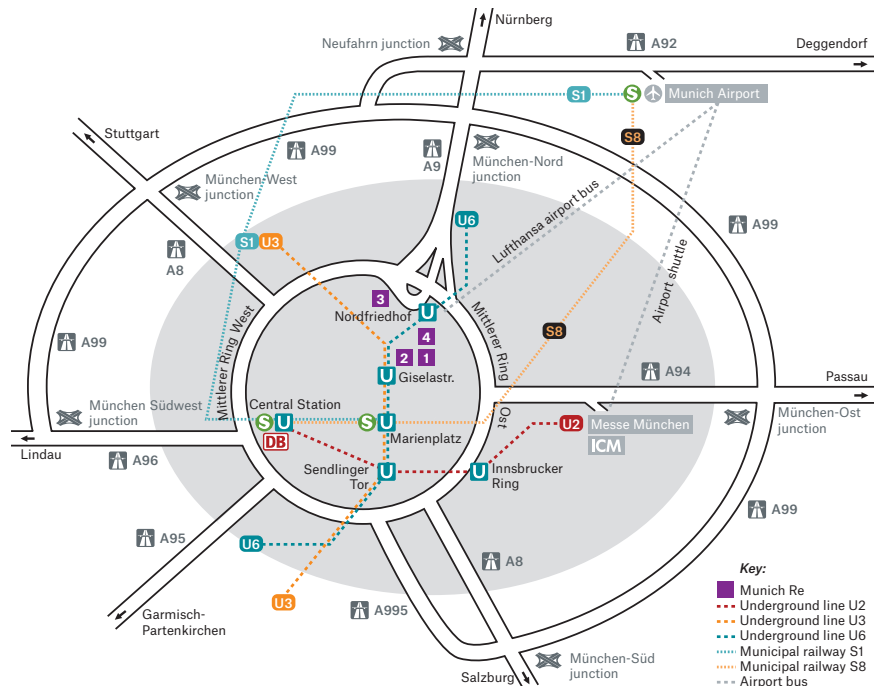 Nürnberg
Neufahrn junction
A92
Deggendorf
S1
S
Munich Airport
Stuttgart
A99
A9
München-Nord
junction
S8
München-West
junction
A99
U6
Lufthansa airport bus
S1
U3
A8
Airport shuttle
3
Nordfriedhof
U
Mittlerer Ring West
Mittlerer Ring
Ost
4
S8
A99
2
1
U
Giselastr.
A94
Passau
München Südwest
junction
Central Station
S
U
S
U
DB
Marienplatz
U2
Messe München
ICM
München-Ost
junction
Lindau
A96
Sendlinger
Tor
U
U
Innsbrucker
Ring
A99
A95
U6
A8
U3
A995
Garmisch-
Partenkirchen
Salzburg
München-Süd
junction
Key:
Munich Re
Underground line U2
Underground line U3
Underground line U6
Municipal railway S1
Municipal railway S8
Airport bus